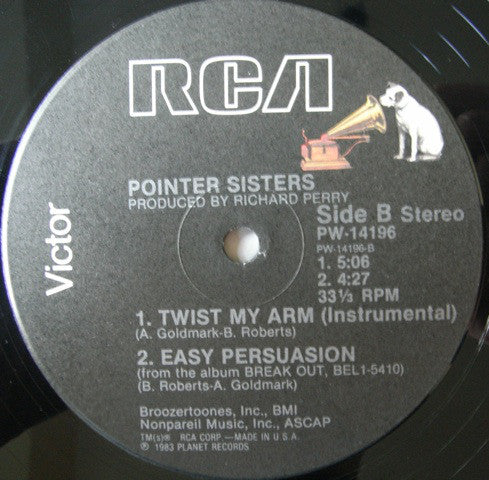 RCA
Victor
POINTER SISTERS
PRODUCED BY RICHARD PERRY
Side B Stereo
PW-14196
PW-14196-B
1. 5:06
2. 4:27
33⅓ RPM
1. TWIST MY ARM (Instrumental)
(A. Goldmark-B. Roberts)
2. EASY PERSUASION
(from the album BREAK OUT, BEL1-5410)
(B. Roberts-A. Goldmark)
Broozertoones, Inc., BMI
Nonpareil Music, Inc., ASCAP
TM(s)® RCA CORP.—MADE IN U.S.A.
℗ 1983 PLANET RECORDS